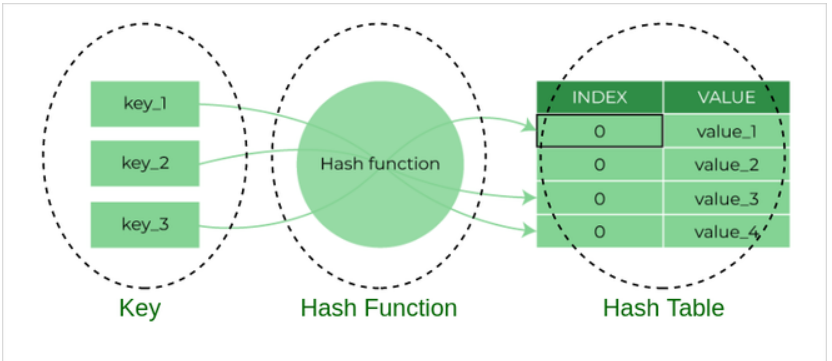 key_1
key_2
key_3
Hash function
INDEX VALUE
0 value_1
0 value_2
0 value_3
0 value_4
Key
Hash Function
Hash Table